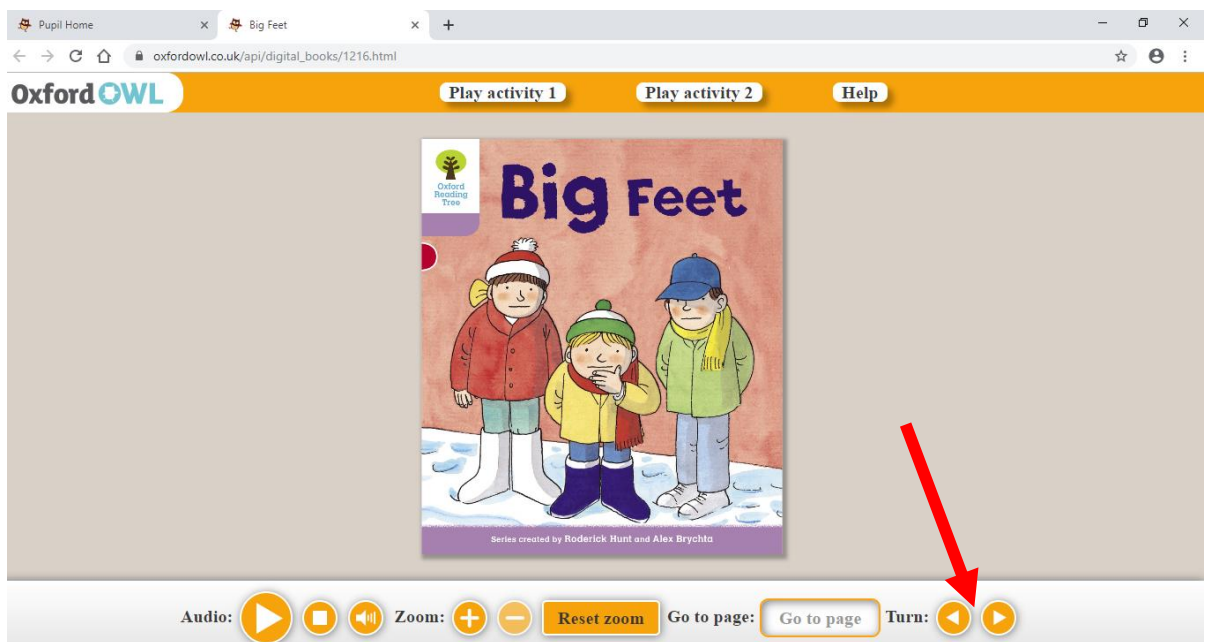 Pupil Home
Big Feet
oxfordowl.co.uk/api/digital_books/1216.html
Oxford OWL
Play activity 1
Play activity 2
Help
Oxford
Reading
Tree
Big Feet
Series created by Roderick Hunt and Alex Brychta
Audio:
Zoom:
Reset zoom
Go to page:
Go to page
Turn: